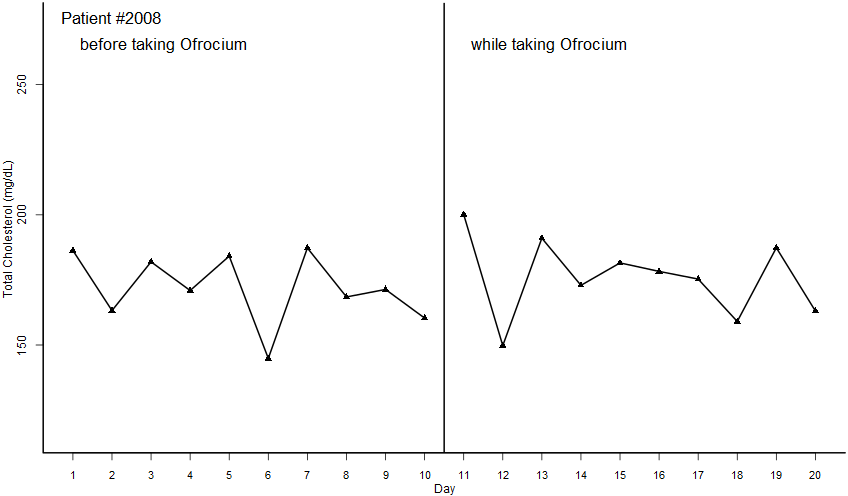 Patient #2008
before taking Ofrocium
while taking Ofrocium
250
200
150
Total Cholesterol (mg/dL)
1 2 3 4 5 6 7 8 9 10 11 12 13 14 15 16 17 18 19 20
Day